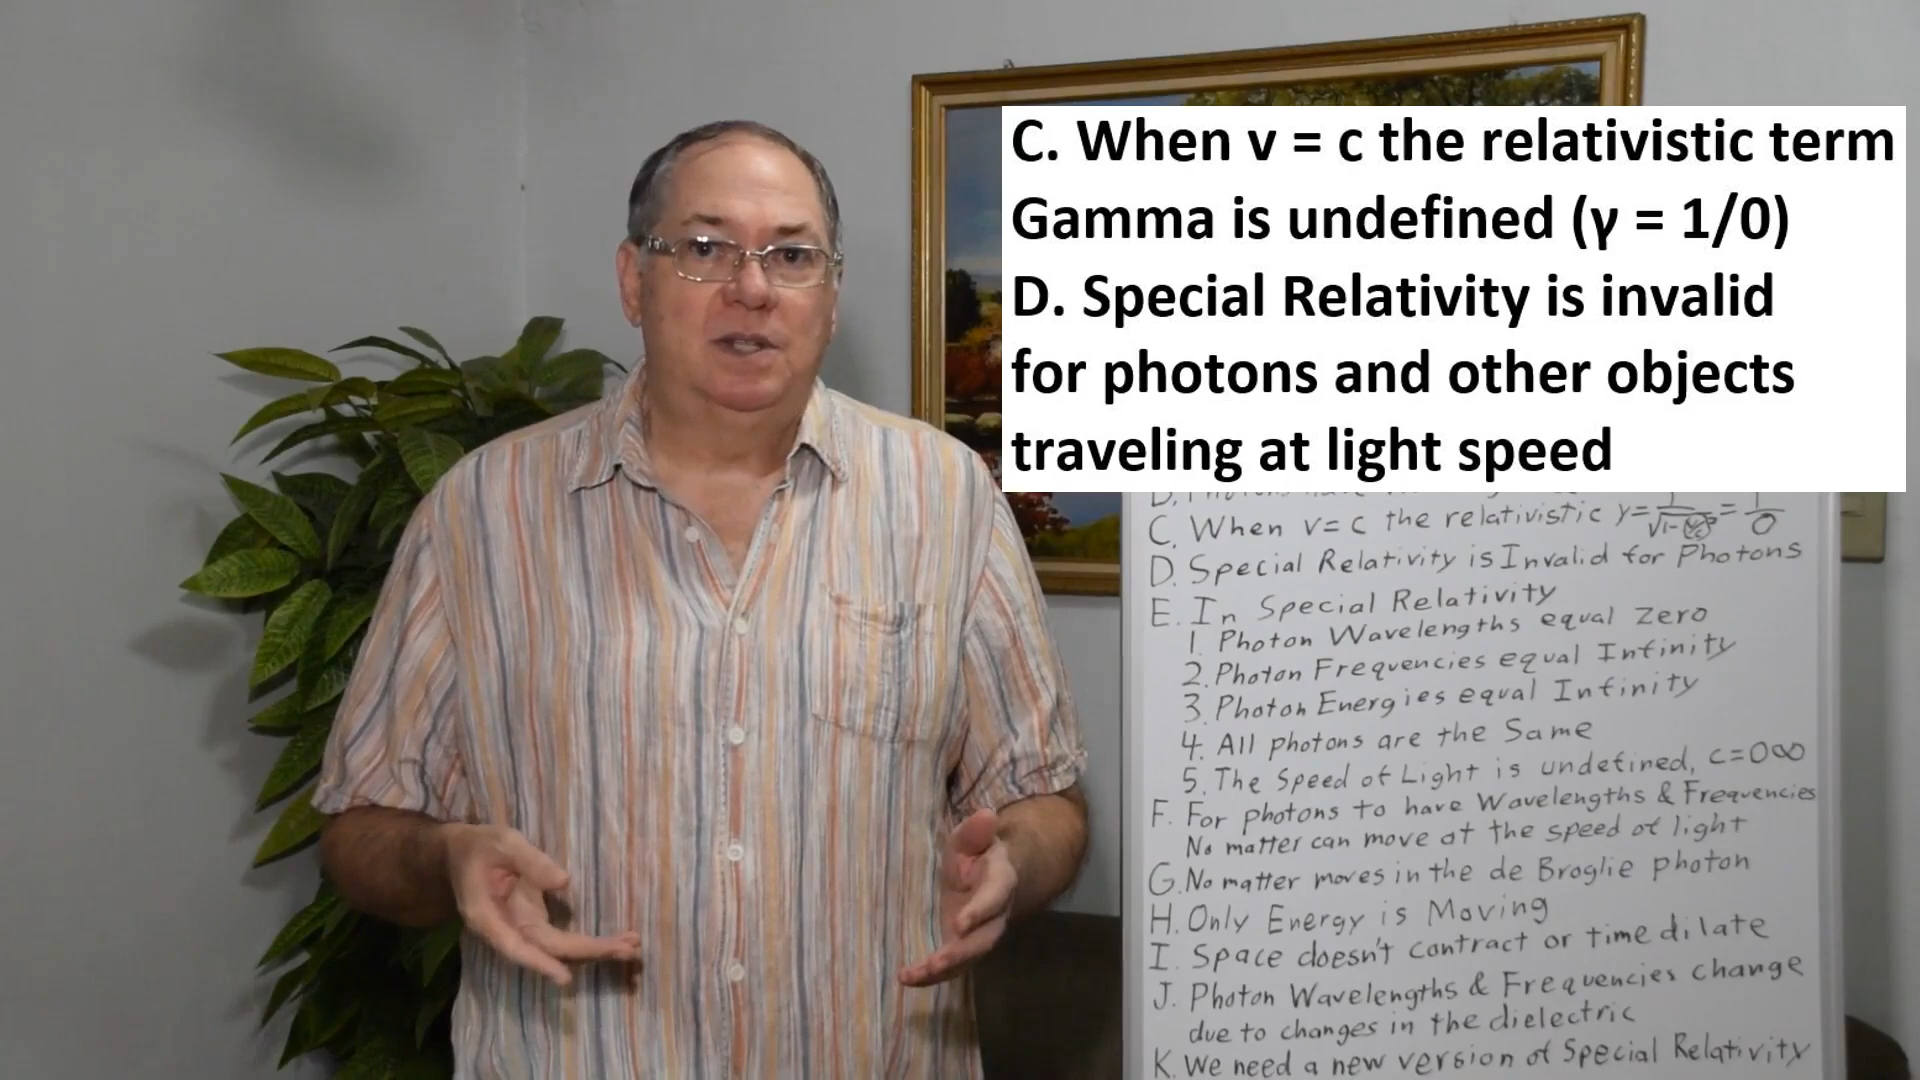 C. When v = c the relativistic term
Gamma is undefined (γ = 1/0)
D. Special Relativity is invalid
for photons and other objects
traveling at light speed
C. When v=c the relativistic γ=1/√1-(v/c)²=1/0
D. Special Relativity is Invalid for Photons
E. In Special Relativity
1. Photon Wavelengths equal zero
2. Photon Frequencies equal Infinity
3. Photon Energies equal Infinity
4. All photons are the Same
5. The Speed of Light is undefined, c=0∞
F. For photons to have Wavelengths & Frequencies
No matter can move at the speed of light
G. No matter moves in the de Broglie photon
H. Only Energy is Moving
I. Space doesn't contract or time dilate
J. Photon Wavelengths & Frequencies change
due to changes in the dielectric
K. We need a new version of Special Relativity